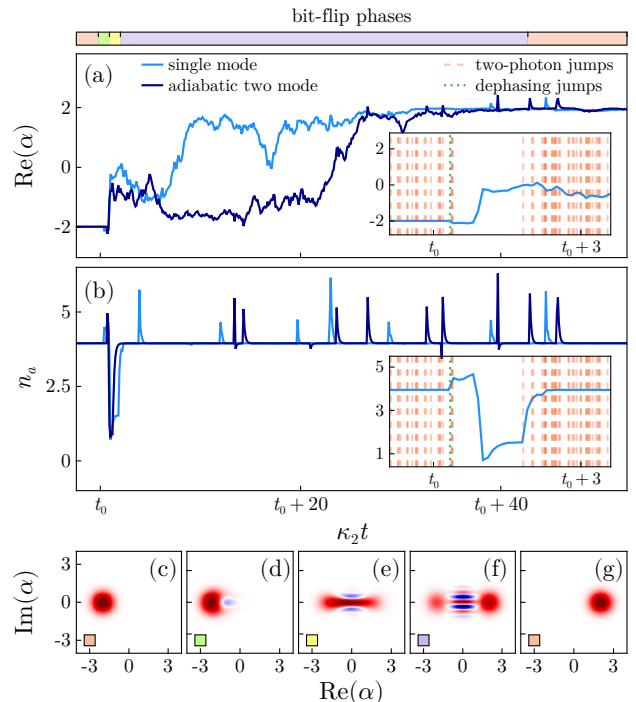 bit-flip phases
(a)
single mode
adiabatic two mode
two-photon jumps
dephasing jumps
Re(α)
2
0
−2
2
0
−2
t₀
t₀ + 3
(b)
nₐ
5
2.5
0
5
3
1
t₀
t₀ + 3
t₀
t₀ + 20
t₀ + 40
κ₂t
Im(α)
3
0
−3
(c)
(d)
(e)
(f)
(g)
−3 0 3
−3 0 3
−3 0 3
−3 0 3
−3 0 3
Re(α)